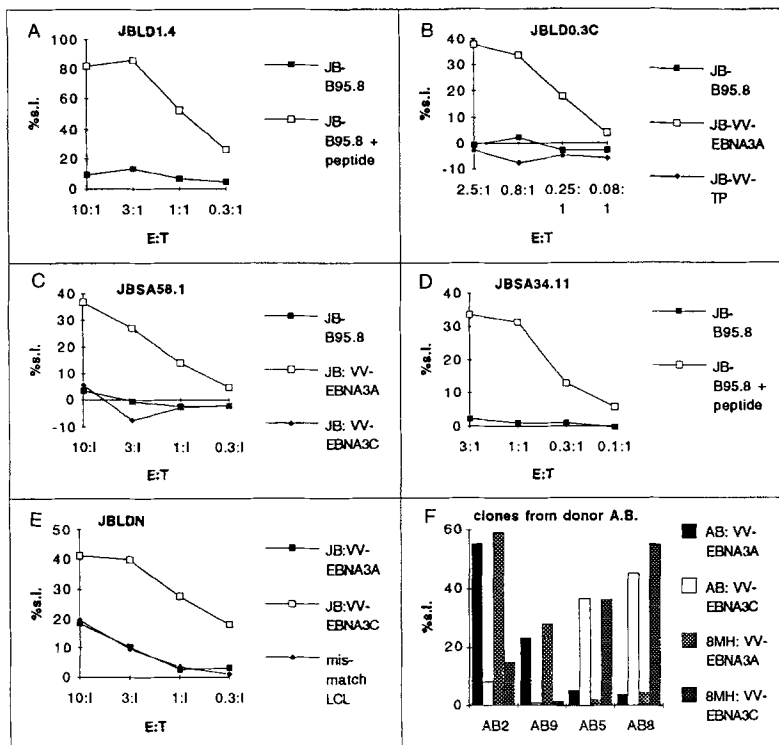 A
JBLD1.4
100
80
60
40
20
0
%s.l.
10:1 3:1 1:1 0.3:1
E:T
JB-
B95.8
JB-
B95.8 +
peptide
B
JBLD0.3C
40
30
20
10
0
-10
%s.l.
2.5:1 0.8:1 0.25: 0.08:
1 1
E:T
JB-
B95.8
JB-VV-
EBNA3A
JB-VV-
TP
C
JBSA58.1
40
30
20
10
0
-10
%s.l.
10:I 3:I 1:I 0.3:I
E:T
JB-
B95.8
JB: VV-
EBNA3A
JB: VV-
EBNA3C
D
JBSA34.11
40
30
20
10
0
%s.l.
3:1 1:1 0.3:1 0.1:1
E:T
JB-
B95.8
JB-
B95.8 +
peptide
E
JBLDN
50
40
30
20
10
0
%s.l.
10:I 3:I 1:I 0.3:I
E:T
JB:VV-
EBNA3A
JB:VV-
EBNA3C
mis-
match
LCL
F
clones from donor A.B.
60
40
20
0
%s.l.
AB2 AB9 AB5 AB8
AB: VV-
EBNA3A
AB: VV-
EBNA3C
8MH: VV-
EBNA3A
8MH: VV-
EBNA3C